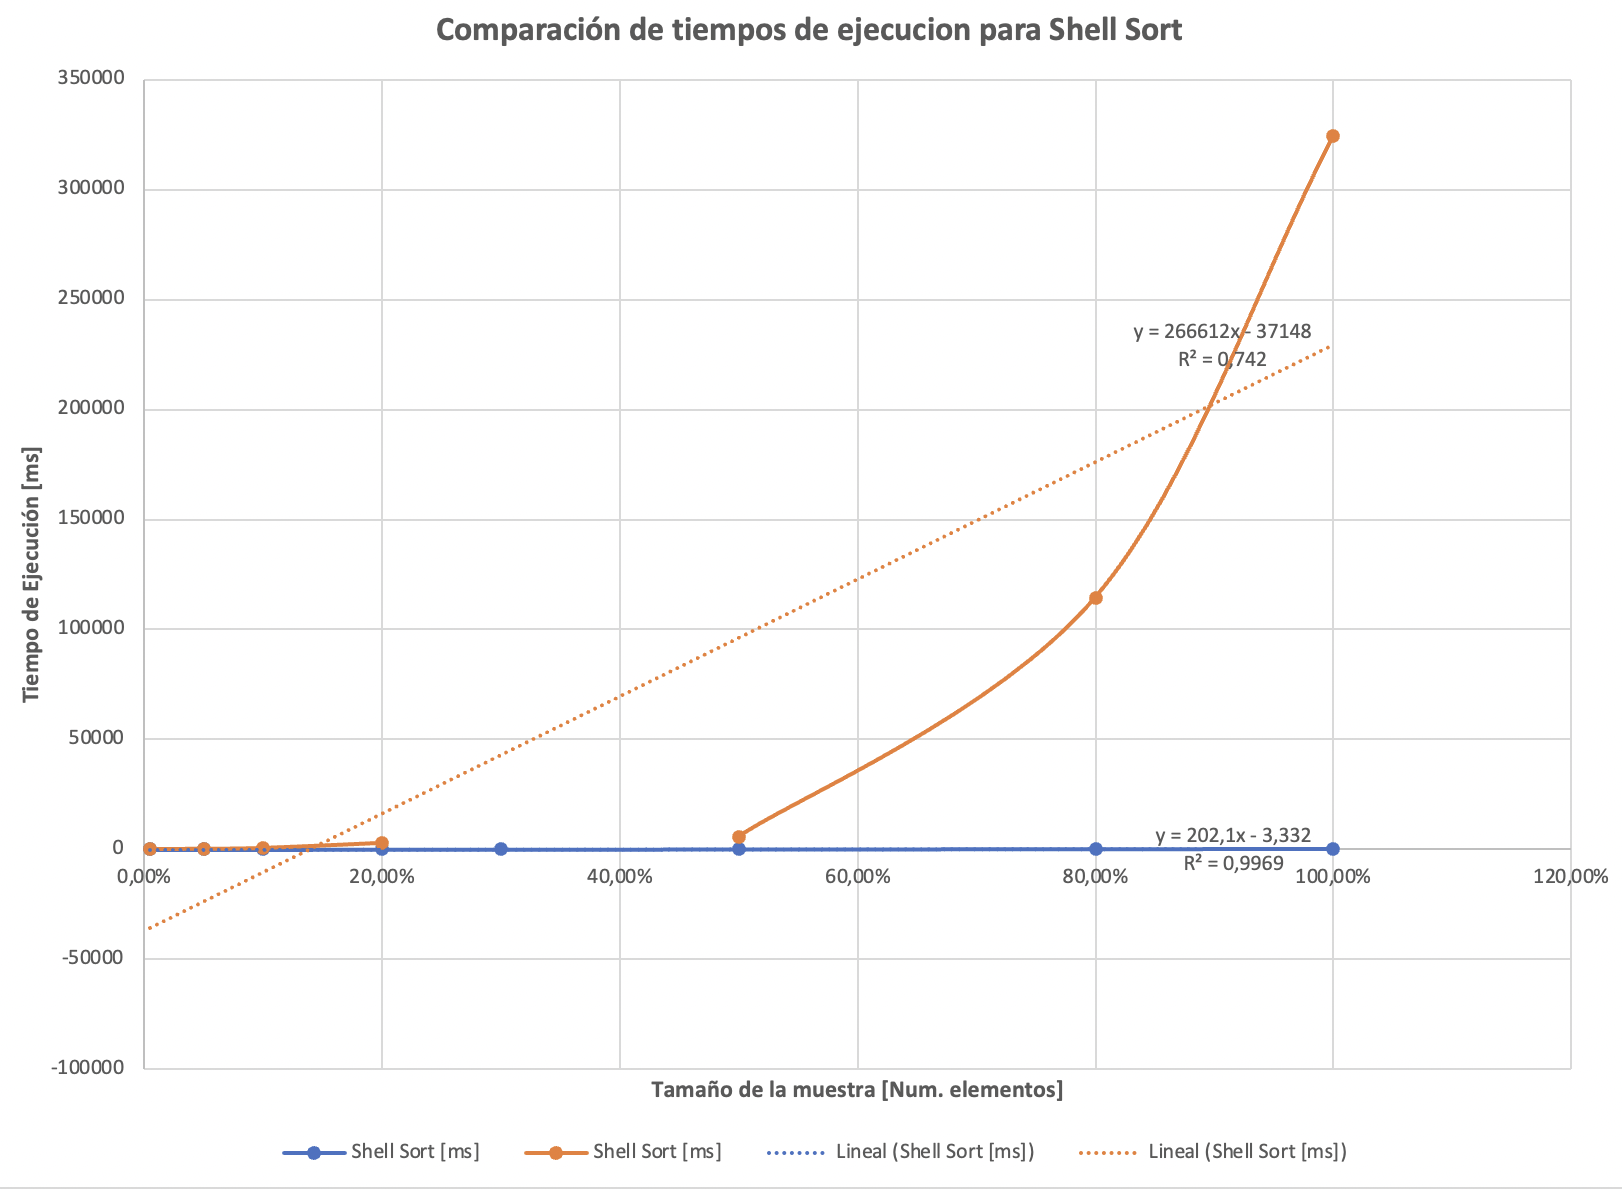 Comparación de tiempos de ejecucion para Shell Sort
350000
300000
250000
200000
150000
100000
50000
0
-50000
-100000
Tiempo de Ejecución [ms]
y = 266612x - 37148
R² = 0,742
y = 202,1x - 3,332
R² = 0,9969
0,00% 20,00% 40,00% 60,00% 80,00% 100,00% 120,00%
Tamaño de la muestra [Num. elementos]
Shell Sort [ms] Shell Sort [ms] Lineal (Shell Sort [ms]) Lineal (Shell Sort [ms])